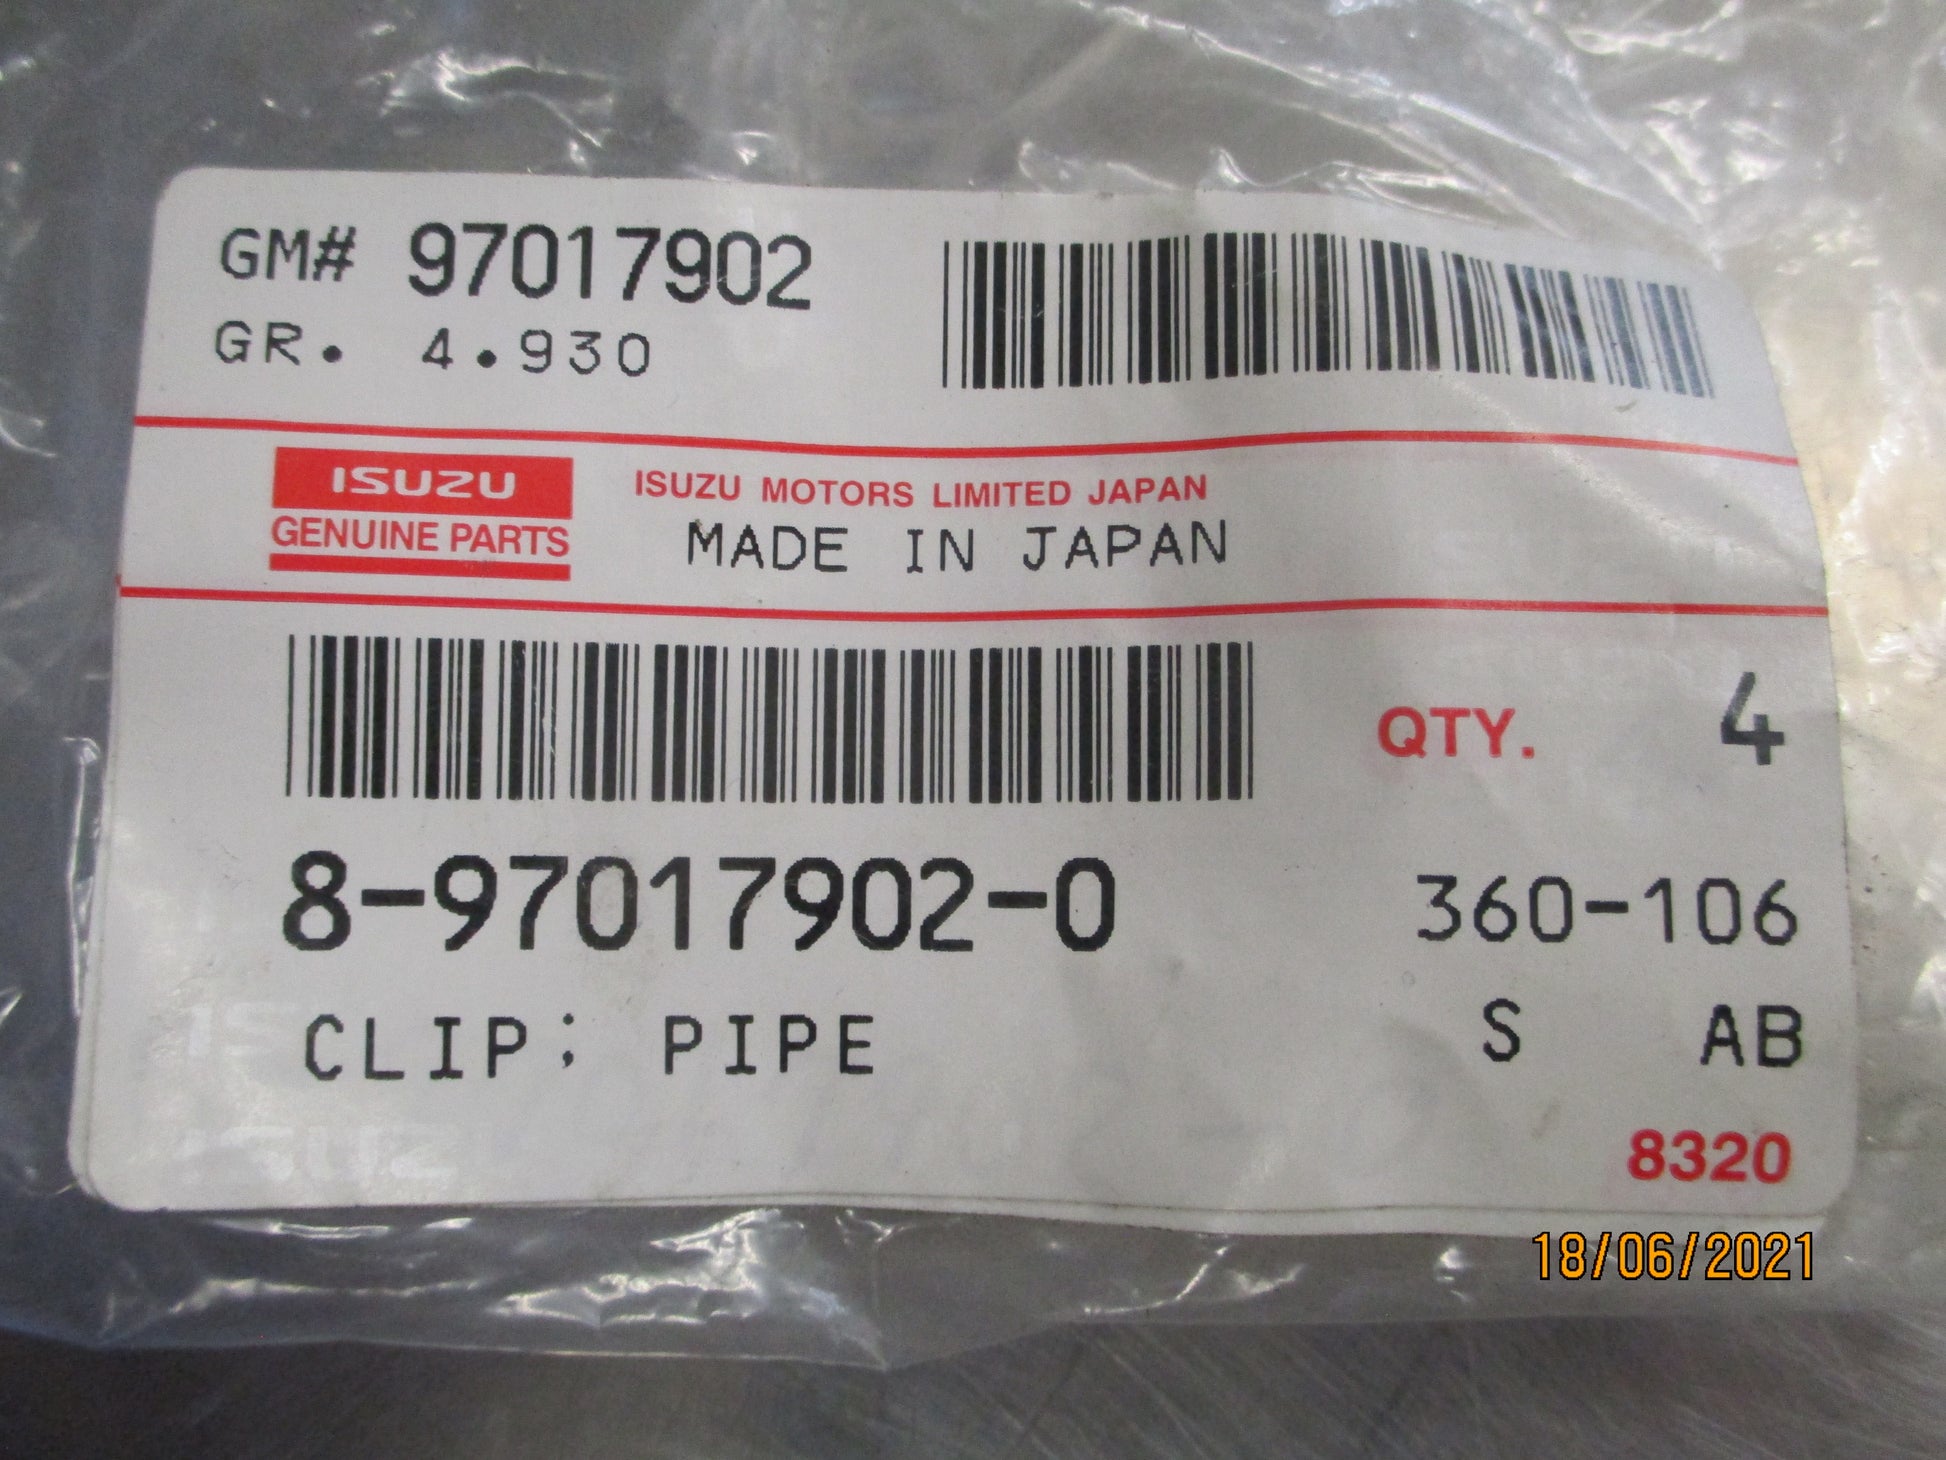 GM# 97017902
GR. 4.930
ISUZU
GENUINE PARTS
ISUZU MOTORS LIMITED JAPAN
MADE IN JAPAN
QTY. 4
8-97017902-0 360-106
CLIP; PIPE S AB
8320
18/06/2021